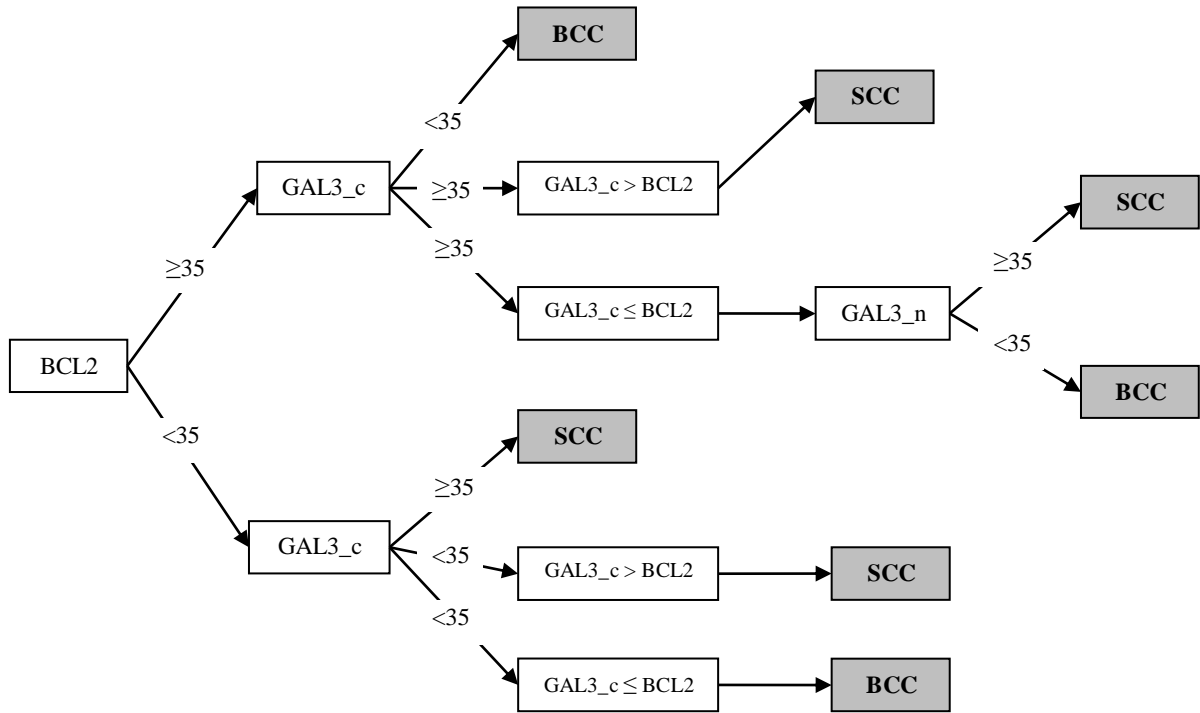 BCC
SCC
<35
GAL3_c
≥35
GAL3_c > BCL2
SCC
≥35
≥35
≥35
GAL3_c ≤ BCL2
GAL3_n
<35
BCL2
BCC
<35
SCC
≥35
GAL3_c
<35
GAL3_c > BCL2
SCC
<35
GAL3_c ≤ BCL2
BCC